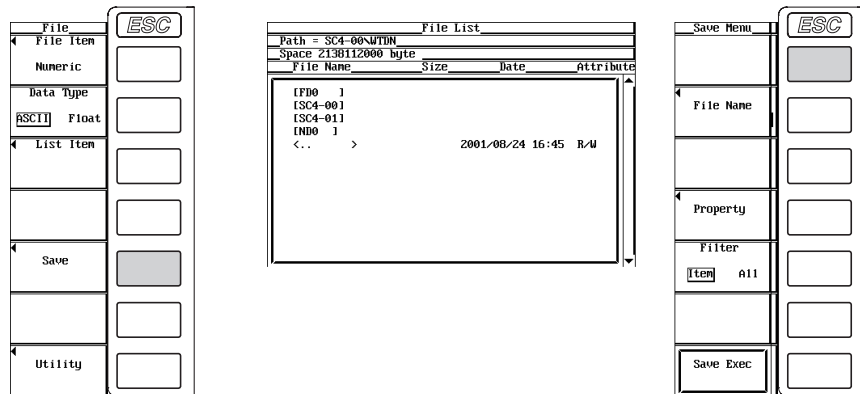 File
ESC
File Item
Numeric
Data Type
ASCII Float
List Item
Save
Utility
File List
Path = SC4-00\WTDN
Space 2138112000 byte
File Name Size Date Attribute
[FD0 ]
[SC4-00]
[SC4-01]
[ND0 ]
<.. > 2001/08/24 16:45 R/W
Save Menu
ESC
File Name
Property
Filter
Item All
Save Exec